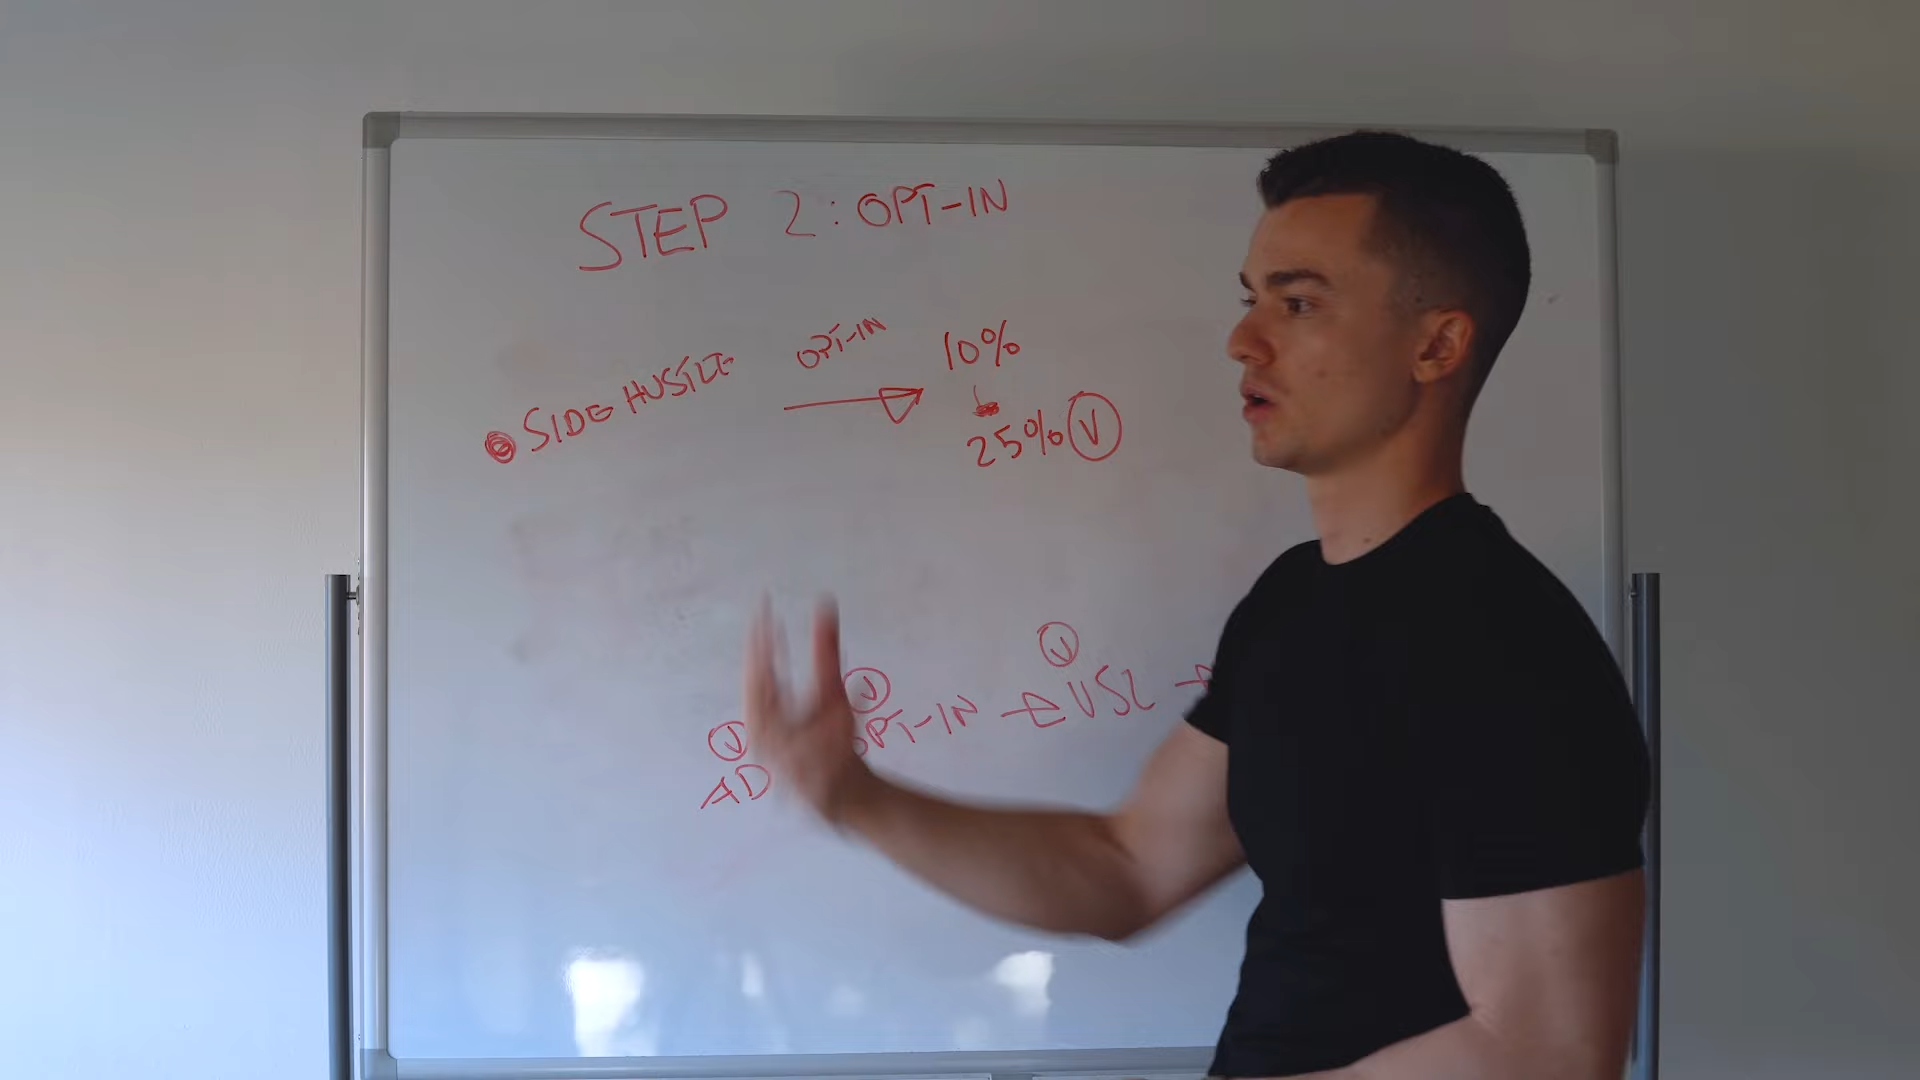 STEP 2: OPT-IN
SIDE HUSTLE OPT-IN 10%
25% V
V V V
AD OPT-IN → VSL →